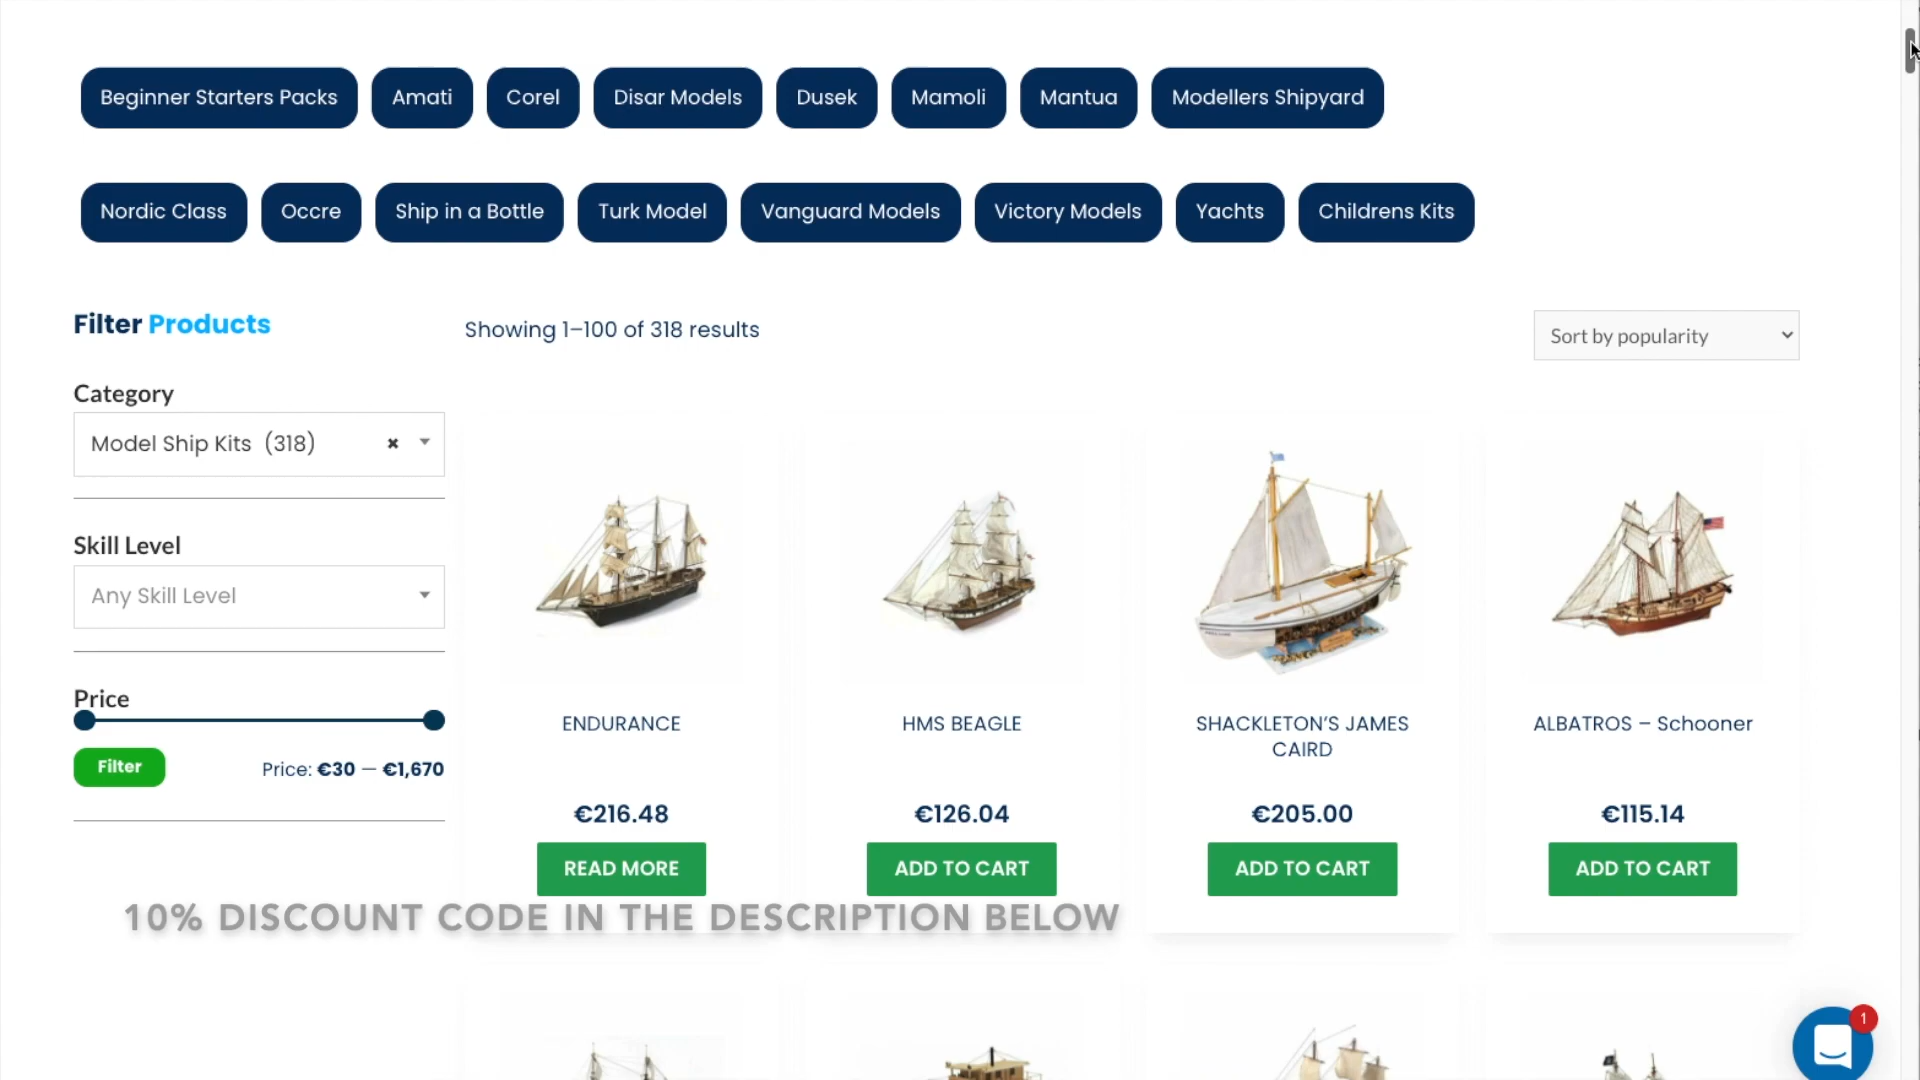 Beginner Starters Packs Amati Corel Disar Models Dusek Mamoli Mantua Modellers Shipyard
Nordic Class Occre Ship in a Bottle Turk Model Vanguard Models Victory Models Yachts Childrens Kits
Filter Products
Showing 1–100 of 318 results
Sort by popularity
Category
Model Ship Kits (318) ×
Skill Level
Any Skill Level
Price
Filter
Price: €30 — €1,670
ENDURANCE
€216.48
READ MORE
HMS BEAGLE
€126.04
ADD TO CART
SHACKLETON’S JAMES
CAIRD
€205.00
ADD TO CART
ALBATROS – Schooner
€115.14
ADD TO CART
10% DISCOUNT CODE IN THE DESCRIPTION BELOW
1